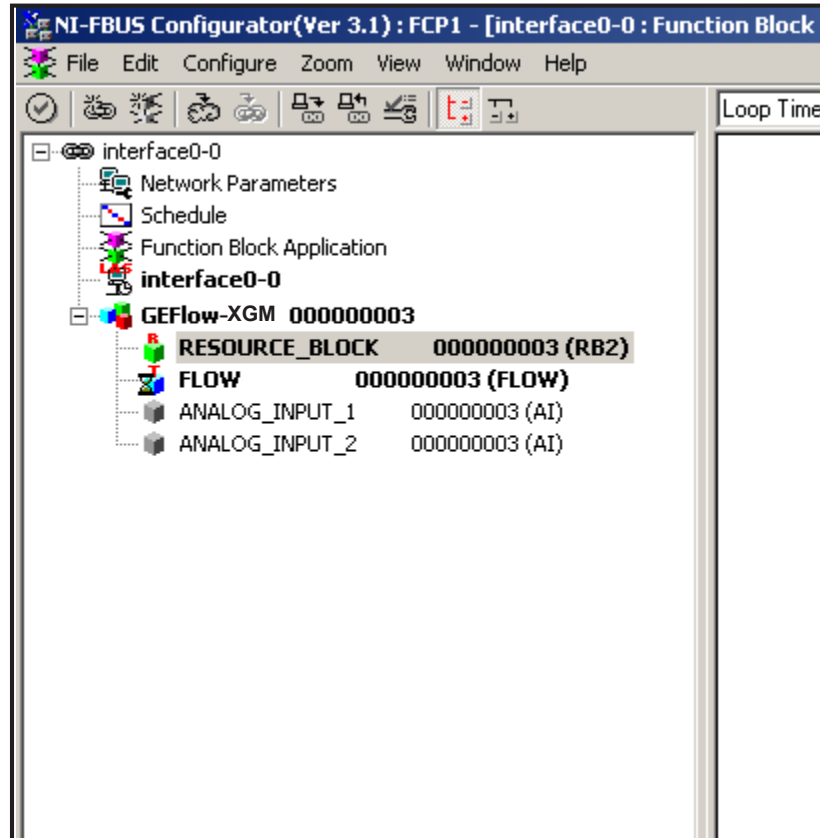 NI-FBUS Configurator(Ver 3.1) : FCP1 - [interface0-0 : Function Block
File Edit Configure Zoom View Window Help
Loop Time
interface0-0
Network Parameters
Schedule
Function Block Application
LAS
interface0-0
GEFlow-XGM 000000003
R
RESOURCE_BLOCK 000000003 (RB2)
T
FLOW 000000003 (FLOW)
ANALOG_INPUT_1 000000003 (AI)
ANALOG_INPUT_2 000000003 (AI)